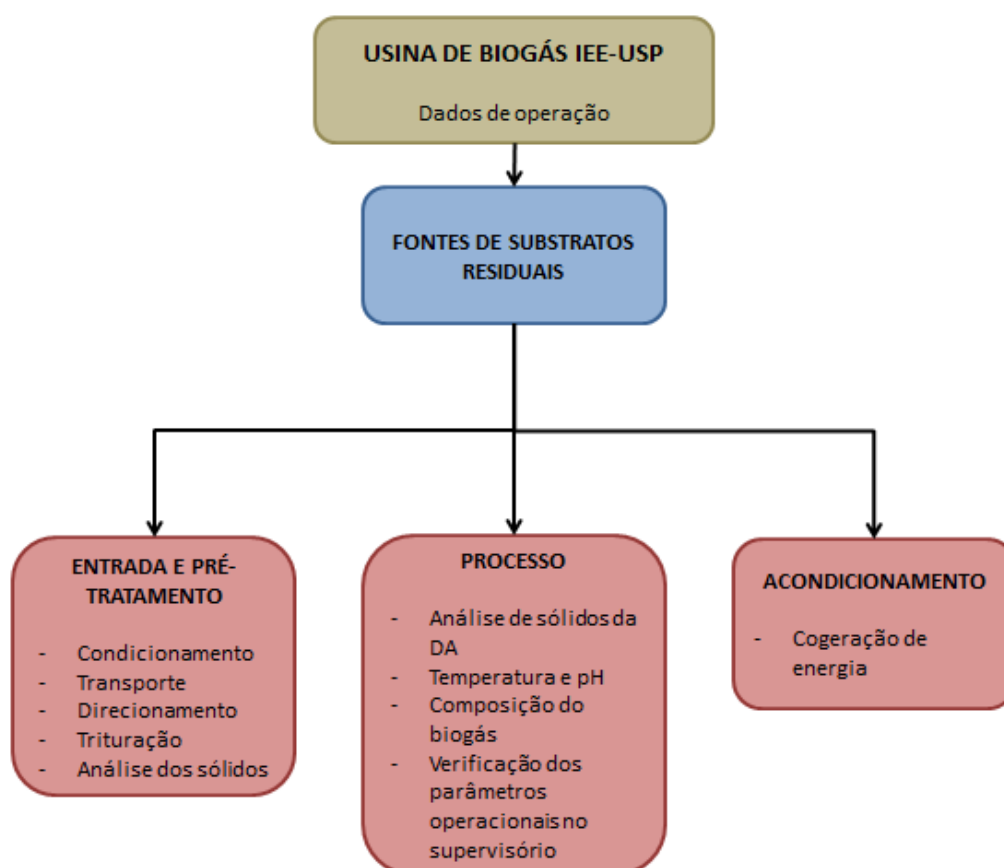 USINA DE BIOGÁS IEE-USP
Dados de operação
FONTES DE SUBSTRATOS
RESIDUAIS
ENTRADA E PRÉ-
TRATAMENTO
- Condicionamento
- Transporte
- Direcionamento
- Trituração
- Análise dos sólidos
PROCESSO
- Análise de sólidos da
DA
- Temperatura e pH
- Composição do
biogás
- Verificação dos
parâmetros
operacionais no
supervisório
ACONDICIONAMENTO
- Cogeração de
energia